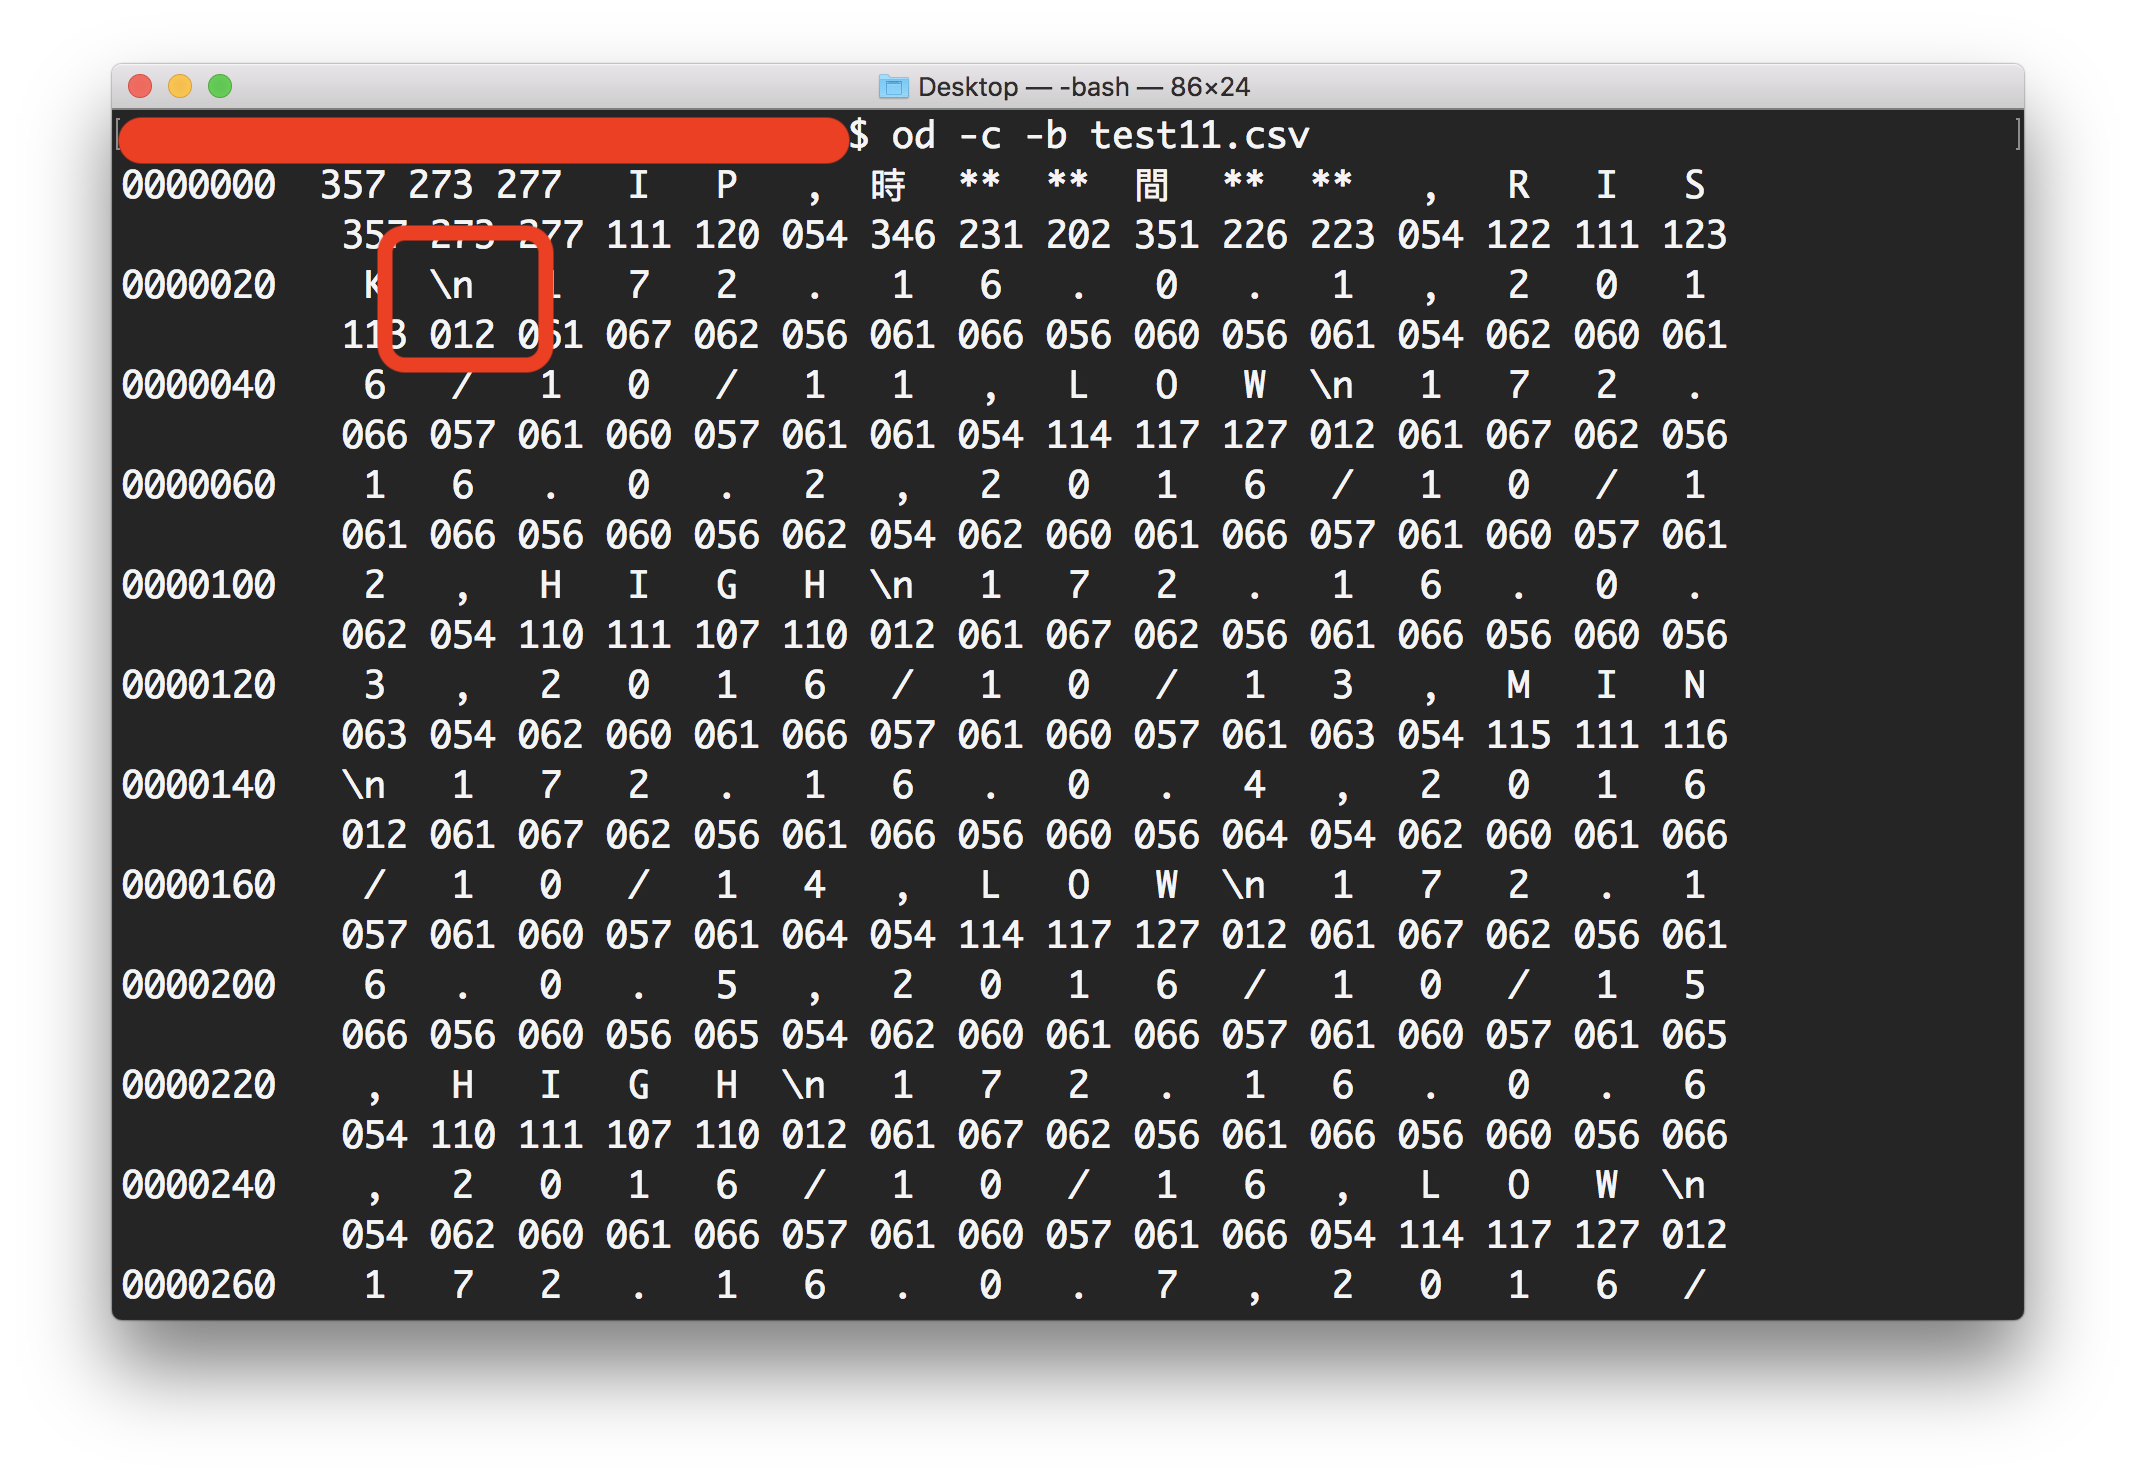 Desktop — -bash — 86×24
$ od -c -b test11.csv
0000000 357 273 277 I P , 時 ** ** 間 ** ** , R I S
357 273 277 111 120 054 346 231 202 351 226 223 054 122 111 123
0000020 K \n 1 7 2 . 1 6 . 0 . 1 , 2 0 1
113 012 061 067 062 056 061 066 056 060 056 061 054 062 060 061
0000040 6 / 1 0 / 1 1 , L O W \n 1 7 2 .
066 057 061 060 057 061 061 054 114 117 127 012 061 067 062 056
0000060 1 6 . 0 . 2 , 2 0 1 6 / 1 0 / 1
061 066 056 060 056 062 054 062 060 061 066 057 061 060 057 061
0000100 2 , H I G H \n 1 7 2 . 1 6 . 0 .
062 054 110 111 107 110 012 061 067 062 056 061 066 056 060 056
0000120 3 , 2 0 1 6 / 1 0 / 1 3 , M I N
063 054 062 060 061 066 057 061 060 057 061 063 054 115 111 116
0000140 \n 1 7 2 . 1 6 . 0 . 4 , 2 0 1 6
012 061 067 062 056 061 066 056 060 056 064 054 062 060 061 066
0000160 / 1 0 / 1 4 , L O W \n 1 7 2 . 1
057 061 060 057 061 064 054 114 117 127 012 061 067 062 056 061
0000200 6 . 0 . 5 , 2 0 1 6 / 1 0 / 1 5
066 056 060 056 065 054 062 060 061 066 057 061 060 057 061 065
0000220 , H I G H \n 1 7 2 . 1 6 . 0 . 6
054 110 111 107 110 012 061 067 062 056 061 066 056 060 056 066
0000240 , 2 0 1 6 / 1 0 / 1 6 , L O W \n
054 062 060 061 066 057 061 060 057 061 066 054 114 117 127 012
0000260 1 7 2 . 1 6 . 0 . 7 , 2 0 1 6 /